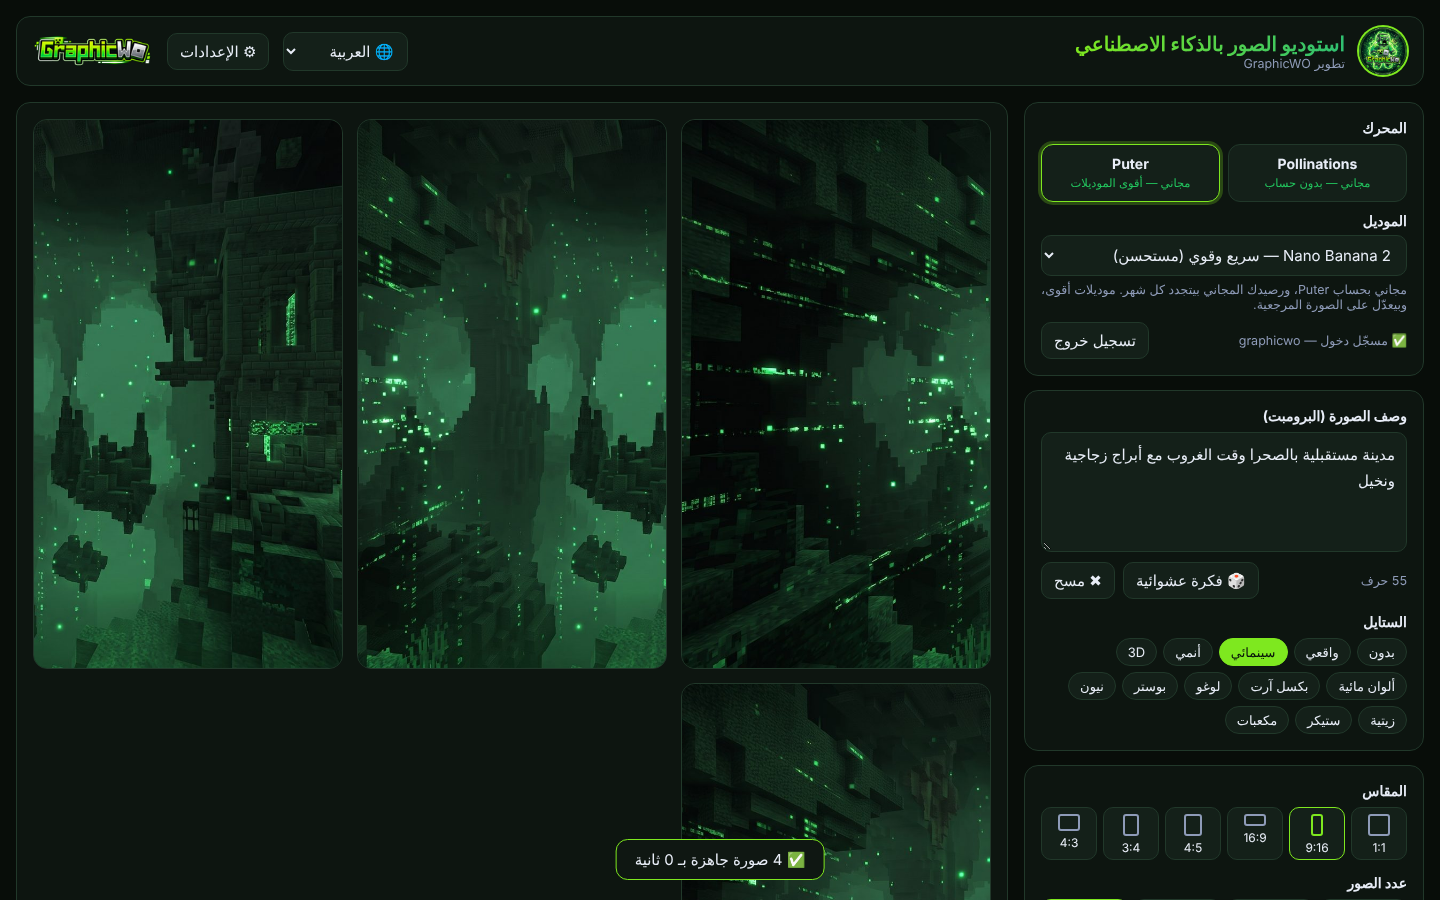 استوديو الصور بالذكاء الاصطناعي
تطوير GraphicWO
🌐 العربية
⚙ الإعدادات
GraphicWO
المحرك
Pollinations
مجاني — بدون حساب
Puter
مجاني — أقوى الموديلات
الموديل
Nano Banana 2 — سريع وقوي (مستحسن)
مجاني بحساب Puter، ورصيدك المجاني بيتجدد كل شهر. موديلات أقوى،
وبيعدّل على الصورة المرجعية.
✅ مسجّل دخول — graphicwo
تسجيل خروج
وصف الصورة (البرومبت)
مدينة مستقبلية بالصحرا وقت الغروب مع أبراج زجاجية
ونخيل
55 حرف
🎲 فكرة عشوائية
✖ مسح
الستايل
بدون
واقعي
سينمائي
أنمي
3D
ألوان مائية
بكسل آرت
لوغو
بوستر
نيون
زيتية
ستيكر
مكعبات
المقاس
1:1
9:16
16:9
4:5
3:4
4:3
عدد الصور
✅ 4 صورة جاهزة بـ 0 ثانية